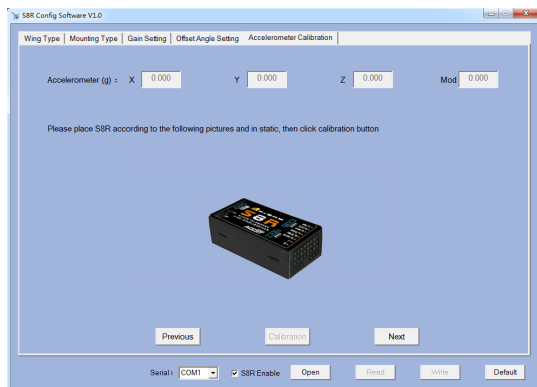 S8R Config Software V1.0
Wing Type | Mounting Type | Gain Setting | Offset Angle Setting | Accelerometer Calibration
Accelerometer (g) : X 0.000 Y 0.000 Z 0.000 Mod 0.000
Please place S8R according to the following pictures and in static, then click calibration button
S8R
Previous Calibration Next
Serial : COM1 S8R Enable Open Read Write Default